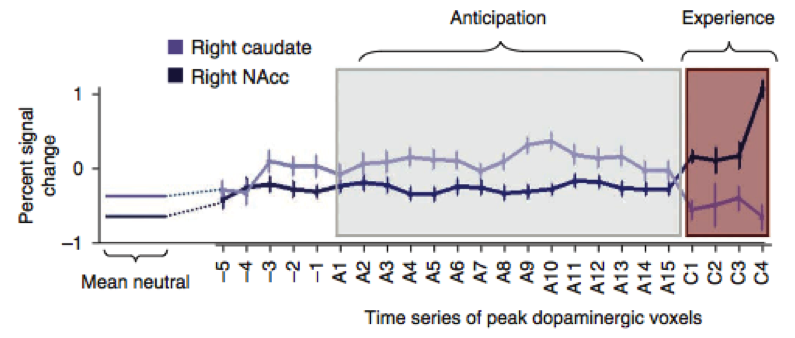 Anticipation
Experience
Right caudate
Right NAcc
Percent signal
change
1
0
−1
Mean neutral
−5 −4 −3 −2 −1 A1 A2 A3 A4 A5 A6 A7 A8 A9 A10 A11 A12 A13 A14 A15 C1 C2 C3 C4
Time series of peak dopaminergic voxels